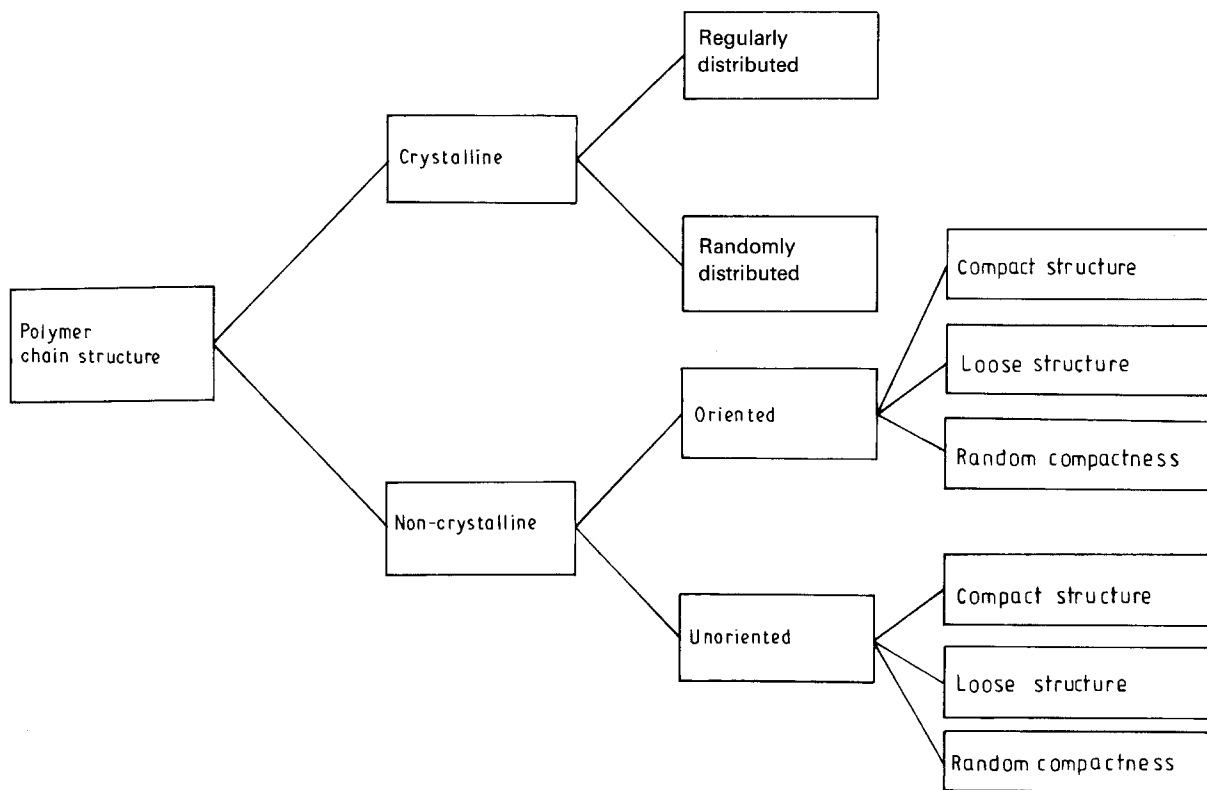 Regularly
distributed
Crystalline
Randomly
distributed
Compact structure
Polymer
chain structure
Loose structure
Oriented
Random compactness
Non-crystalline
Compact structure
Unoriented
Loose structure
Random compactness